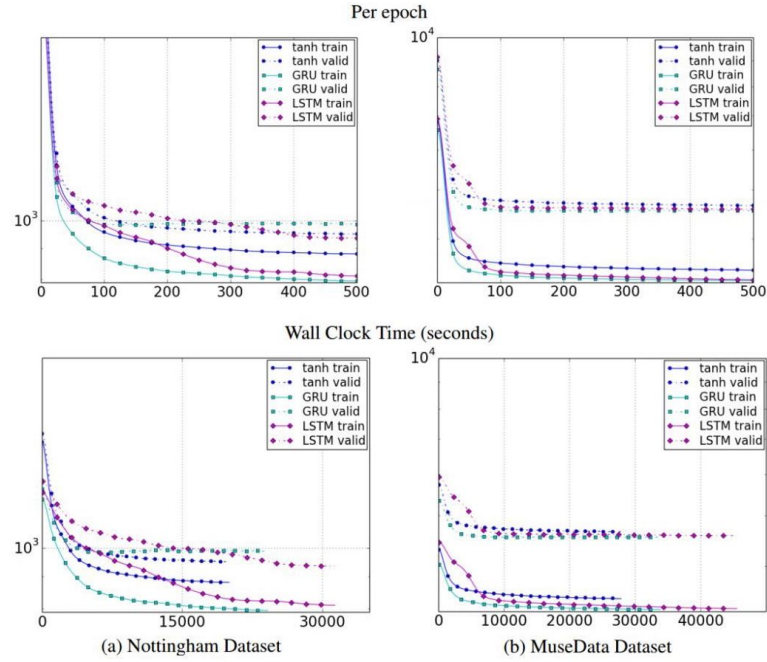 Per epoch
10^4
tanh train
tanh valid
GRU train
GRU valid
LSTM train
LSTM valid
10^3
0 100 200 300 400 500
tanh train
tanh valid
GRU train
GRU valid
LSTM train
LSTM valid
0 100 200 300 400 500
Wall Clock Time (seconds)
10^4
tanh train
tanh valid
GRU train
GRU valid
LSTM train
LSTM valid
10^3
0 15000 30000
tanh train
tanh valid
GRU train
GRU valid
LSTM train
LSTM valid
0 10000 20000 30000 40000
(a) Nottingham Dataset (b) MuseData Dataset